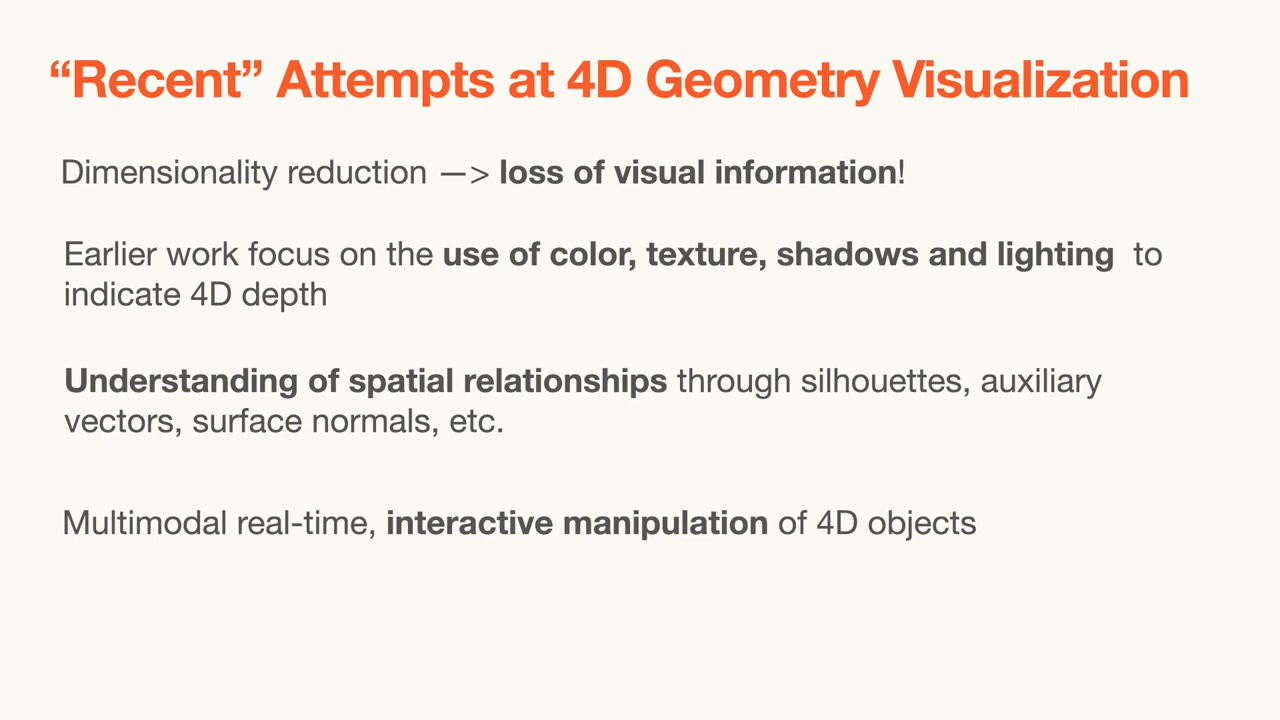 “Recent” Attempts at 4D Geometry Visualization
Dimensionality reduction —> loss of visual information!
Earlier work focus on the use of color, texture, shadows and lighting  to
indicate 4D depth
Understanding of spatial relationships through silhouettes, auxiliary
vectors, surface normals, etc.
Multimodal real-time, interactive manipulation of 4D objects